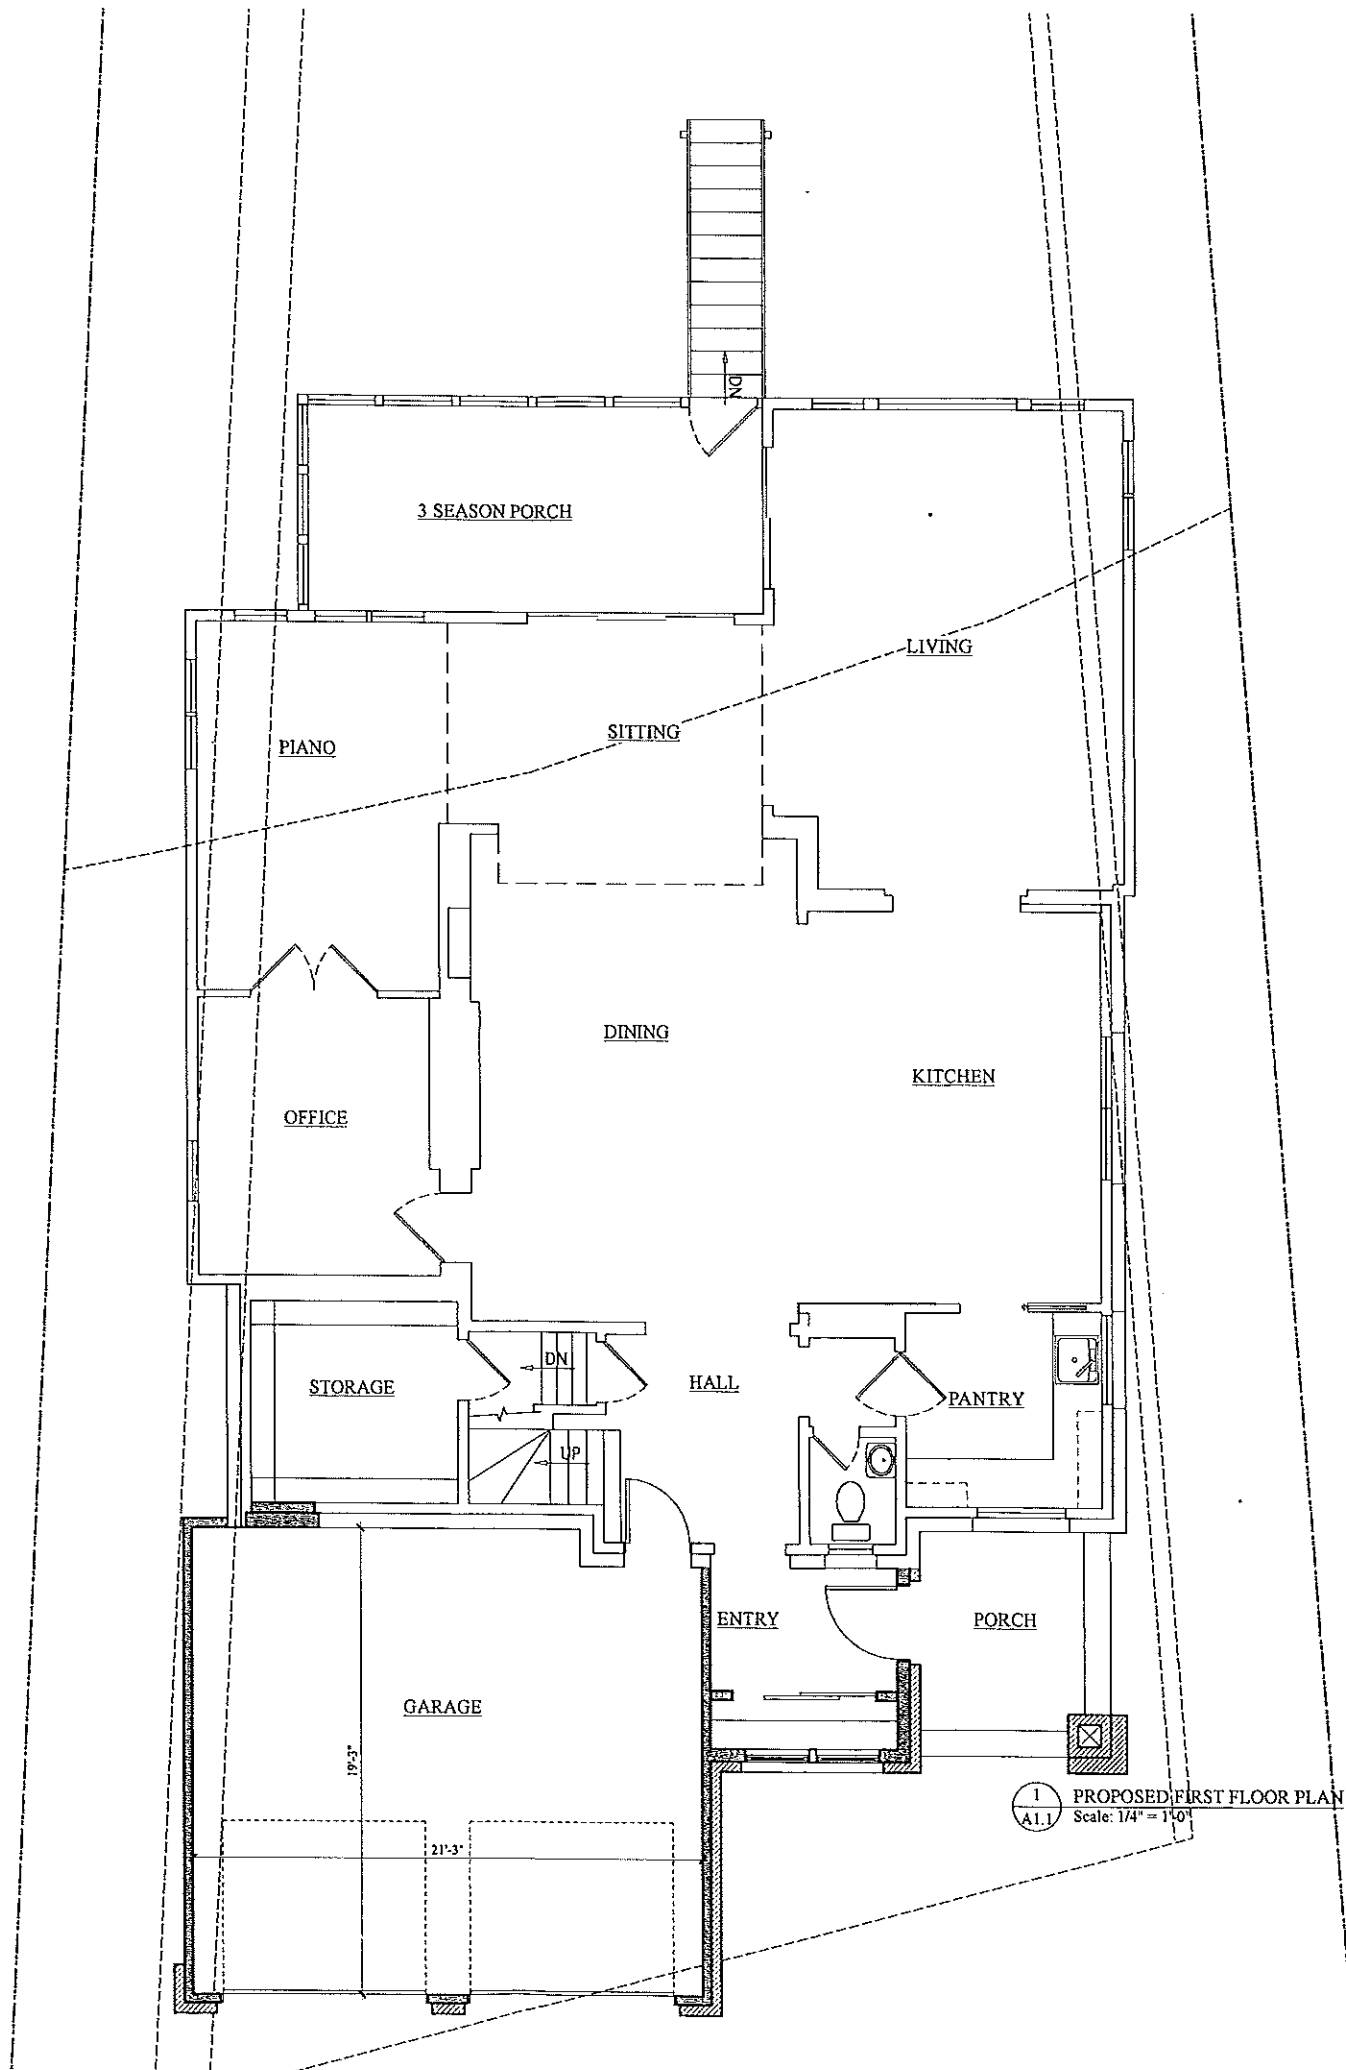 DN
3 SEASON PORCH
LIVING
SITTING
PIANO
DINING
KITCHEN
OFFICE
DN
STORAGE
HALL
PANTRY
UP
ENTRY
PORCH
GARAGE
19'-3"
21'-3"
1
A1.1
PROPOSED FIRST FLOOR PLAN
Scale: 1/4" = 1'-0"